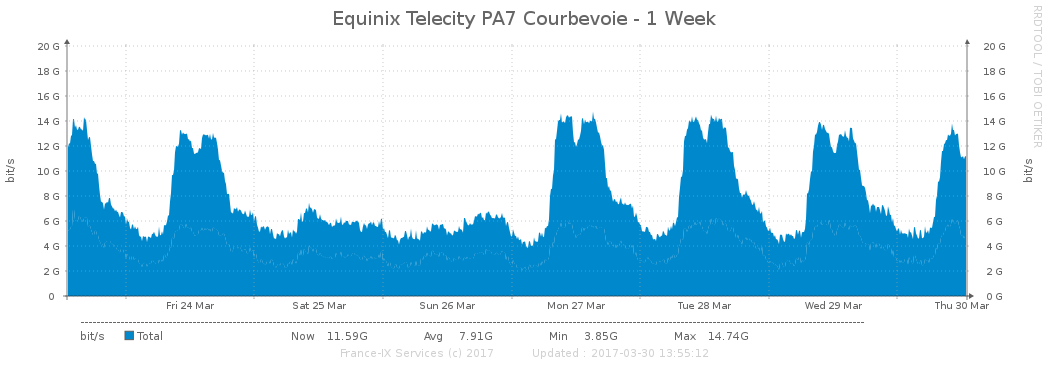 Equinix Telecity PA7 Courbevoie - 1 Week
RRDTOOL / TOBI OETIKER
20 G 20 G
18 G 18 G
16 G 16 G
14 G 14 G
12 G 12 G
10 G 10 G
8 G 8 G
6 G 6 G
4 G 4 G
2 G 2 G
0 0 G
bit/s bit/s
Fri 24 Mar Sat 25 Mar Sun 26 Mar Mon 27 Mar Tue 28 Mar Wed 29 Mar Thu 30 Mar
bit/s Total Now 11.59G Avg 7.91G Min 3.85G Max 14.74G
France-IX Services (c) 2017 Updated : 2017-03-30 13:55:12